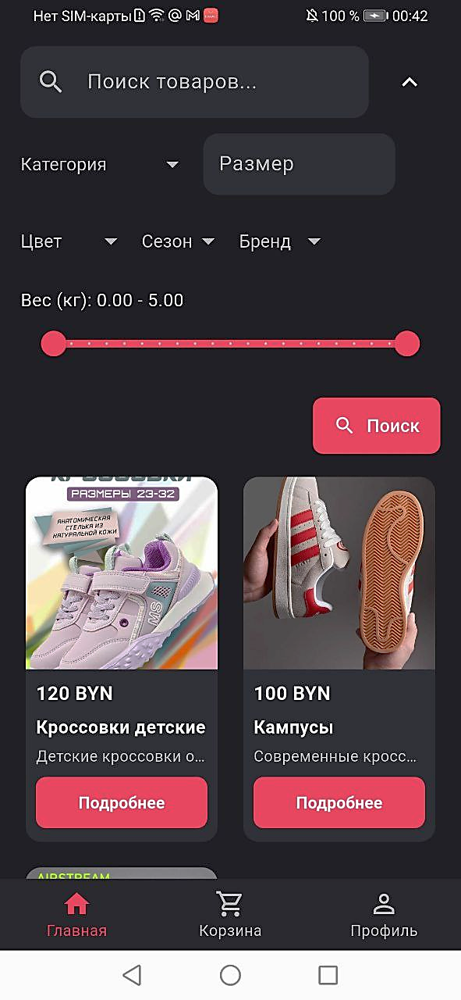 Нет SIM-карты 100 % 00:42
Поиск товаров...
Категория Размер
Цвет Сезон Бренд
Вес (кг): 0.00 - 5.00
Поиск
РАЗМЕРЫ 23-32
АНАТОМИЧЕСКАЯ
СТЕЛЬКА ИЗ
НАТУРАЛЬНОЙ КОЖИ
MS
120 BYN
Кроссовки детские
Детские кроссовки о...
Подробнее
100 BYN
Кампусы
Современные кросс...
Подробнее
AIRSTREAM
Главная Корзина Профиль